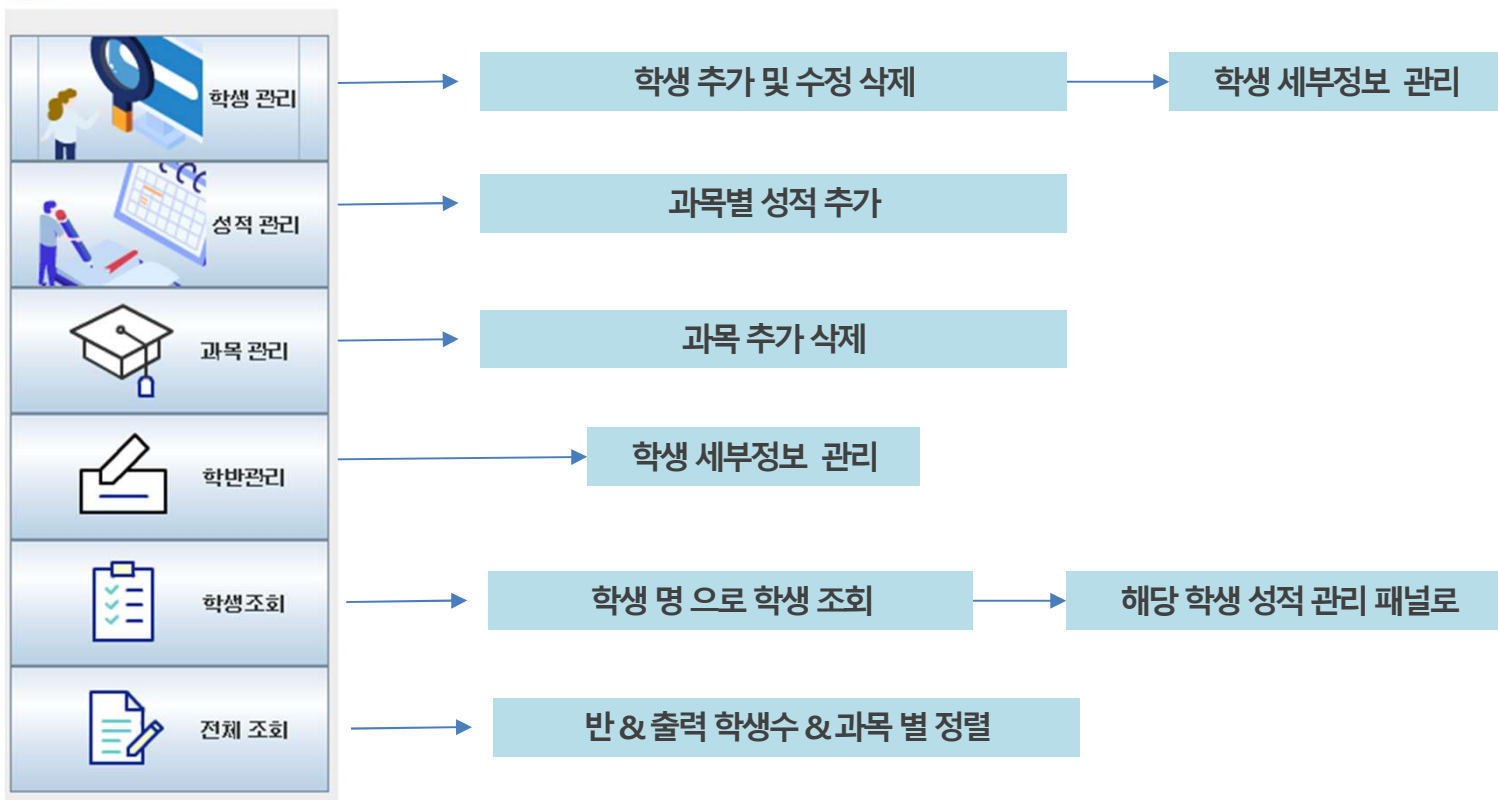 학생 관리
학생 추가 및 수정 삭제
학생 세부정보 관리
성적 관리
과목별 성적 추가
과목 관리
과목 추가 삭제
학반관리
학생 세부정보 관리
학생조회
학생 명 으로 학생 조회
해당 학생 성적 관리 패널로
전체 조회
반 & 출력 학생수 & 과목 별 정렬